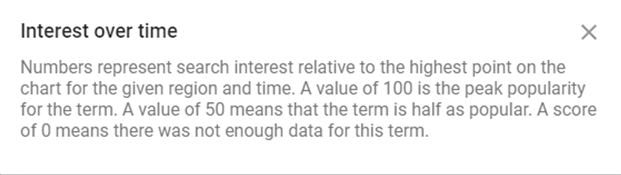 Interest over time
Numbers represent search interest relative to the highest point on the
chart for the given region and time. A value of 100 is the peak popularity
for the term. A value of 50 means that the term is half as popular. A score
of 0 means there was not enough data for this term.